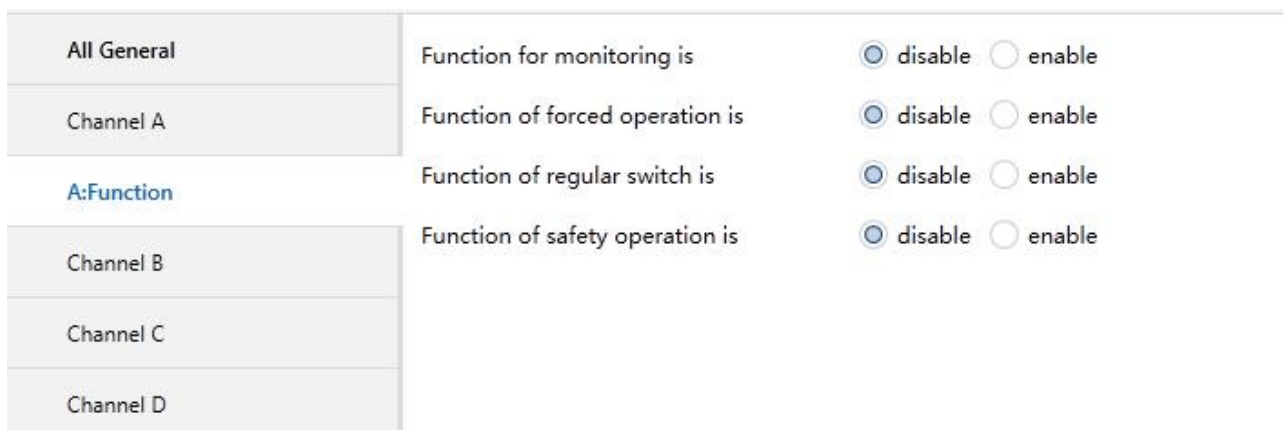 All General
Channel A
A:Function
Channel B
Channel C
Channel D
Function for monitoring is disable enable
Function of forced operation is disable enable
Function of regular switch is disable enable
Function of safety operation is disable enable